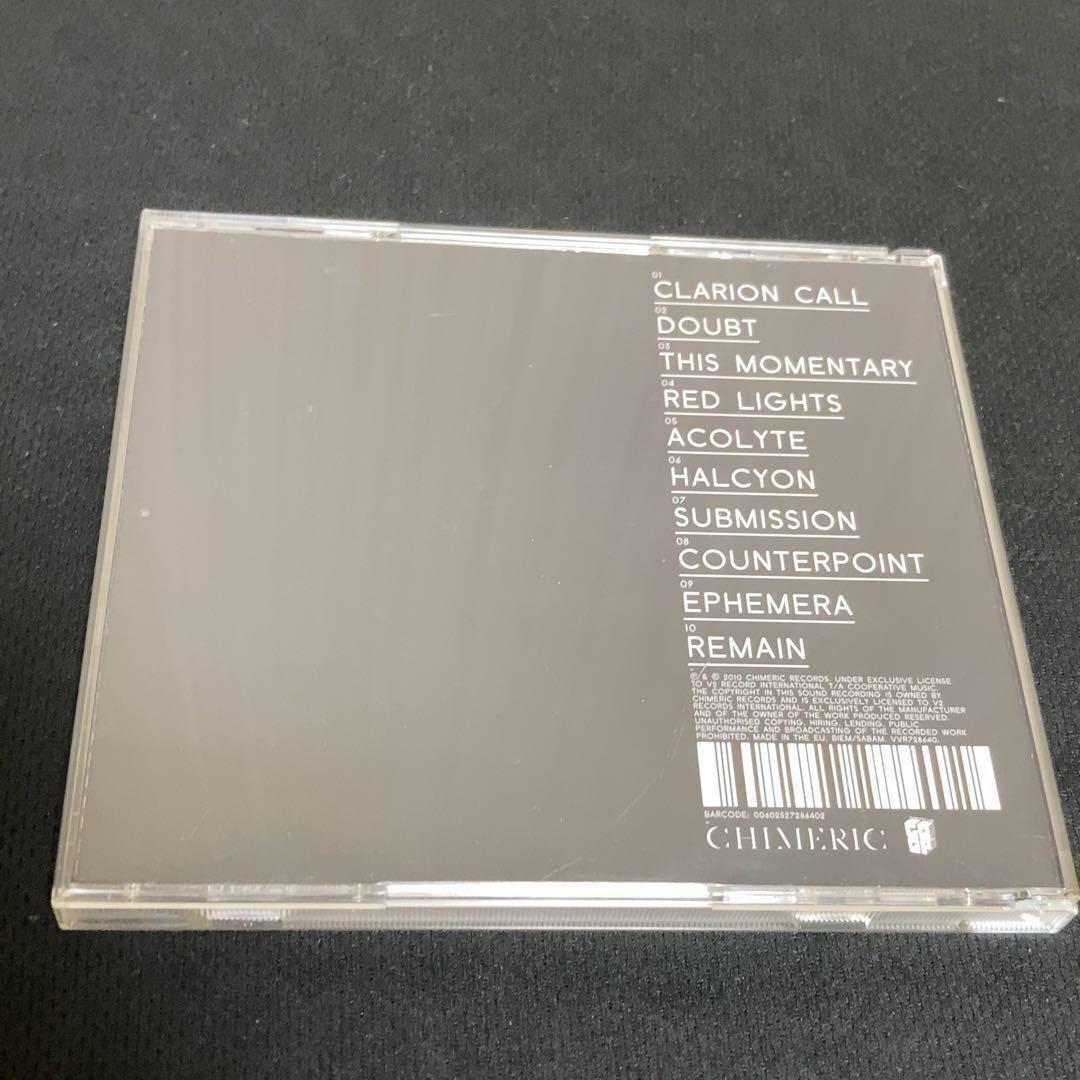 01
CLARION CALL
02
DOUBT
03
THIS MOMENTARY
04
RED LIGHTS
05
ACOLYTE
06
HALCYON
07
SUBMISSION
08
COUNTERPOINT
09
EPHEMERA
10
REMAIN
℗ & © 2010 CHIMERIC RECORDS. UNDER EXCLUSIVE LICENSE
TO V2 RECORD INTERNATIONAL T/A COOPERATIVE MUSIC.
THE COPYRIGHT IN THIS SOUND RECORDING IS OWNED BY
CHIMERIC RECORDS AND IS EXCLUSIVELY LICENSED TO V2
RECORDS INTERNATIONAL. ALL RIGHTS OF THE MANUFACTURER
AND OF THE OWNER OF THE WORK PRODUCED RESERVED.
UNAUTHORISED COPYING, HIRING, LENDING, PUBLIC
PERFORMANCE AND BROADCASTING OF THE RECORDED WORK
PROHIBITED. MADE IN THE EU. BIEM/SABAM. VVR728640.
BARCODE: 00602527286402
CHIMERIC